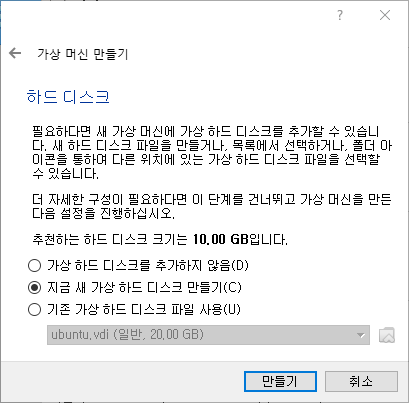 ?
가상 머신 만들기
하드 디스크
필요하다면 새 가상 머신에 가상 하드 디스크를 추가할 수 있습니
다. 새 하드 디스크 파일을 만들거나, 목록에서 선택하거나, 폴더 아
이콘을 통하여 다른 위치에 있는 가상 하드 디스크 파일을 선택할
수 있습니다.
더 자세한 구성이 필요하다면 이 단계를 건너뛰고 가상 머신을 만든
다음 설정을 진행하십시오.
추천하는 하드 디스크 크기는 10.00 GB입니다.
가상 하드 디스크를 추가하지 않음(D)
지금 새 가상 하드 디스크 만들기(C)
기존 가상 하드 디스크 파일 사용(U)
ubuntu.vdi (일반, 20.00 GB)
만들기
취소